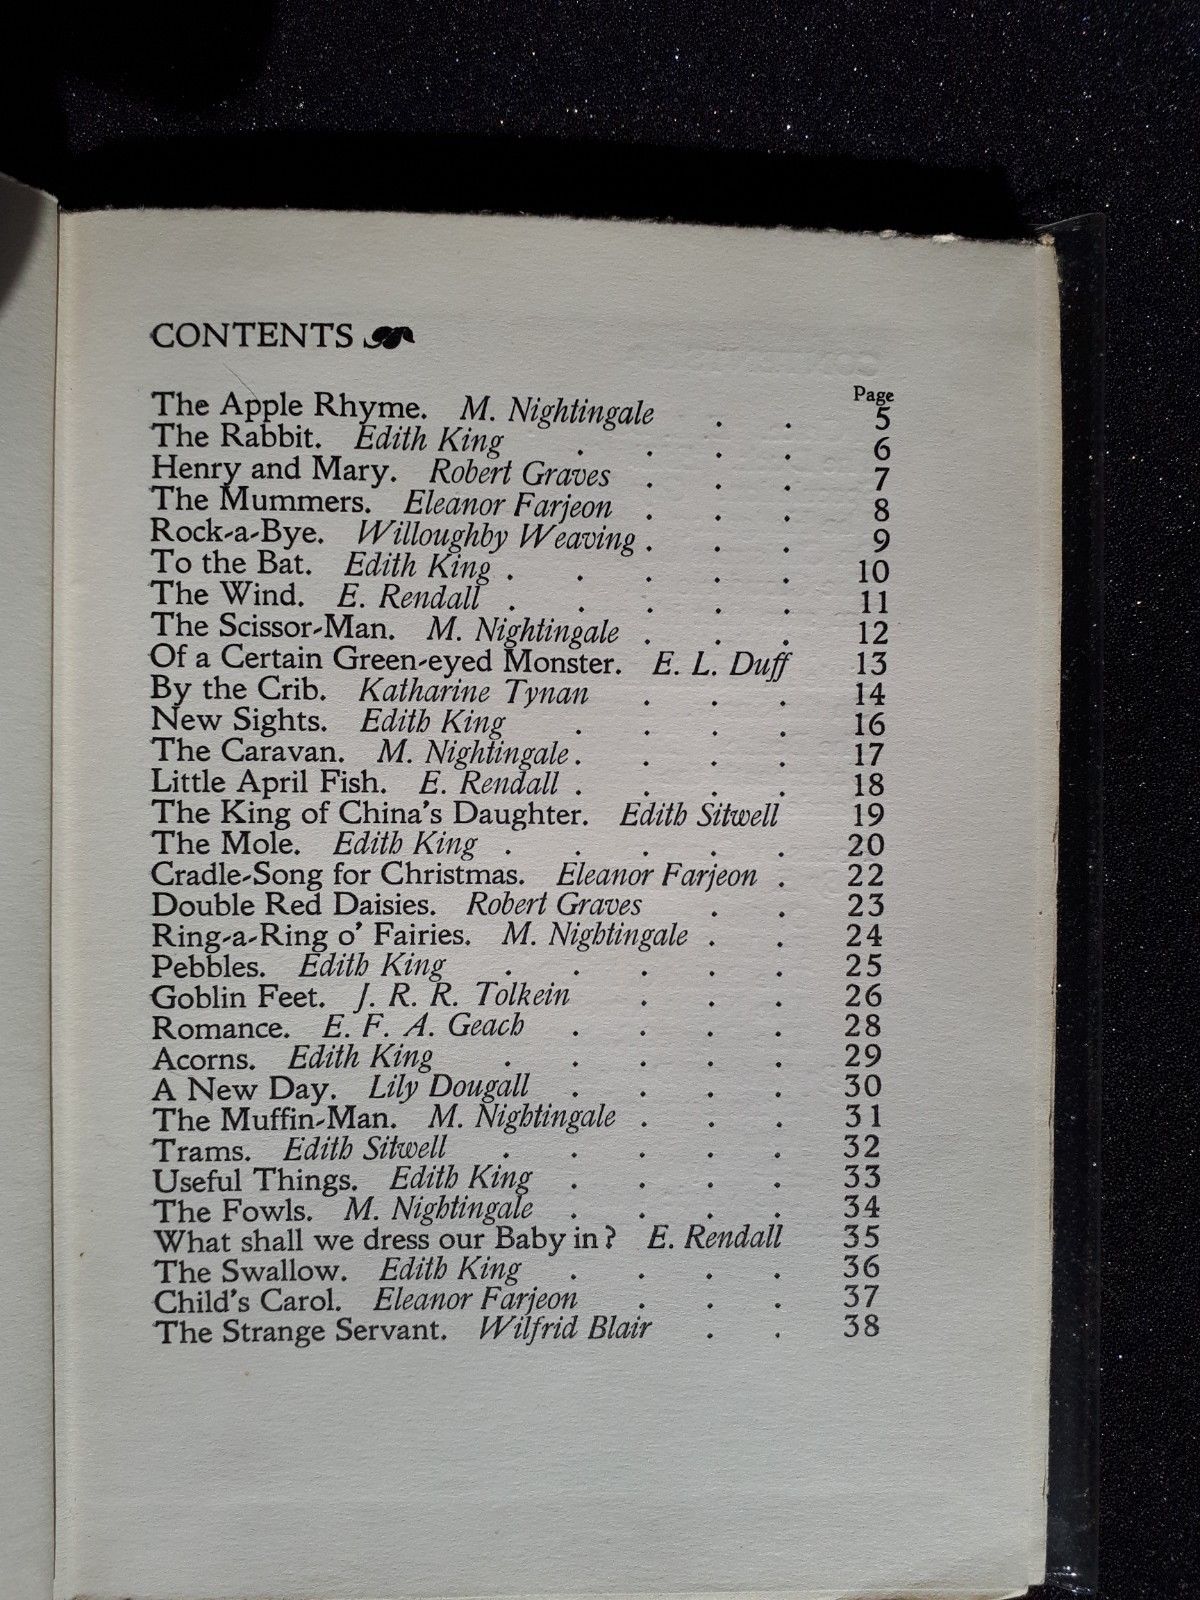 CONTENTS
Page
The Apple Rhyme. M. Nightingale . . 5
The Rabbit. Edith King . . . . 6
Henry and Mary. Robert Graves . . . 7
The Mummers. Eleanor Farjeon . . . 8
Rock-a-Bye. Willoughby Weaving . . . 9
To the Bat. Edith King . . . . . 10
The Wind. E. Rendall . . . . . 11
The Scissor-Man. M. Nightingale . . . 12
Of a Certain Green-eyed Monster. E. L. Duff 13
By the Crib. Katharine Tynan . . . 14
New Sights. Edith King . . . . 16
The Caravan. M. Nightingale . . . . 17
Little April Fish. E. Rendall . . . . 18
The King of China's Daughter. Edith Sitwell 19
The Mole. Edith King . . . . . 20
Cradle-Song for Christmas. Eleanor Farjeon . 22
Double Red Daisies. Robert Graves . . 23
Ring-a-Ring o' Fairies. M. Nightingale . . 24
Pebbles. Edith King . . . . . 25
Goblin Feet. J. R. R. Tolkein . . . 26
Romance. E. F. A. Geach . . . . 28
Acorns. Edith King . . . . . 29
A New Day. Lily Dougall . . . . 30
The Muffin-Man. M. Nightingale . . . 31
Trams. Edith Sitwell . . . . . 32
Useful Things. Edith King . . . . 33
The Fowls. M. Nightingale . . . . 34
What shall we dress our Baby in? E. Rendall 35
The Swallow. Edith King . . . . 36
Child's Carol. Eleanor Farjeon . . . 37
The Strange Servant. Wilfrid Blair . . 38